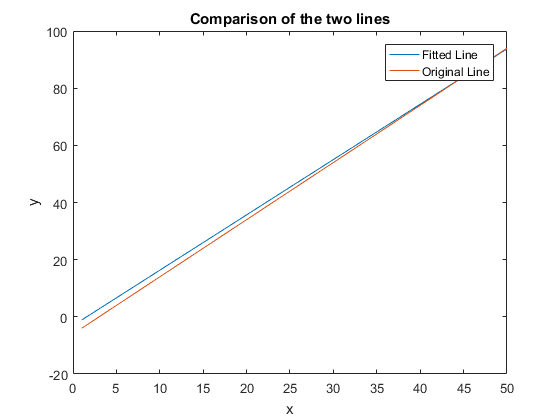 Comparison of the two lines
Fitted Line
Original Line
100
80
60
40
20
0
-20
y
0 5 10 15 20 25 30 35 40 45 50
x